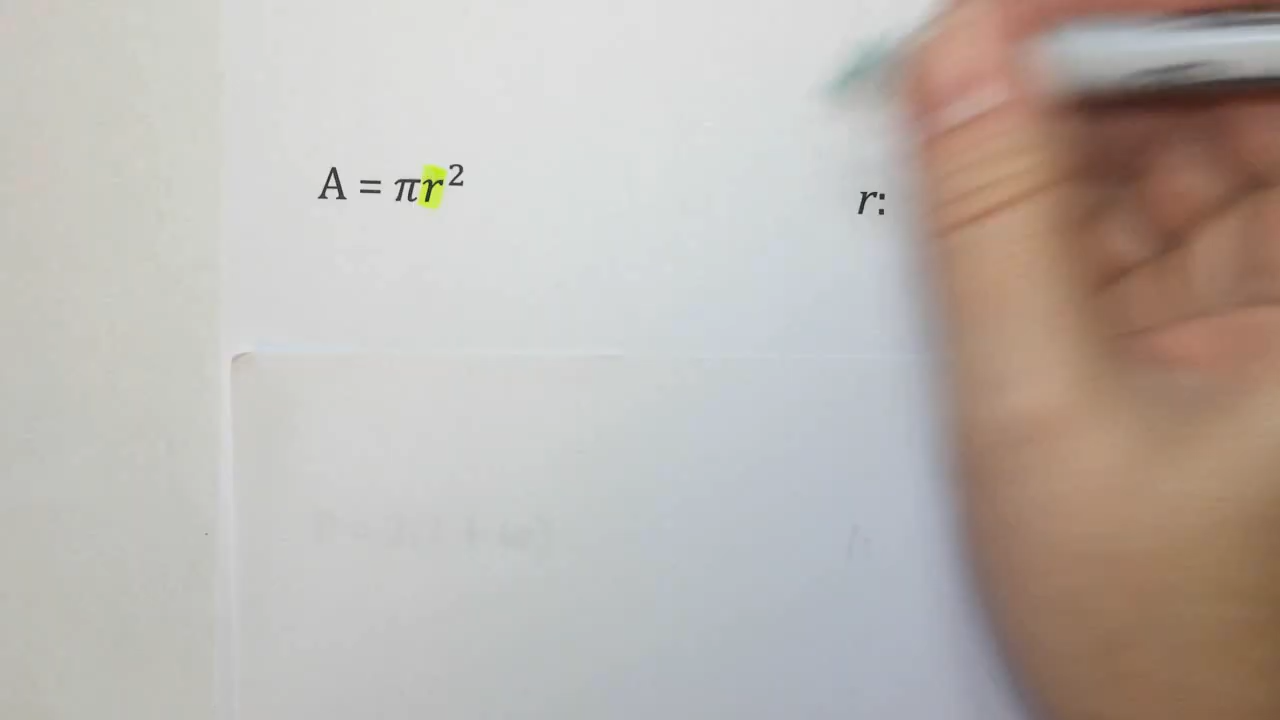 A = πr²
r: